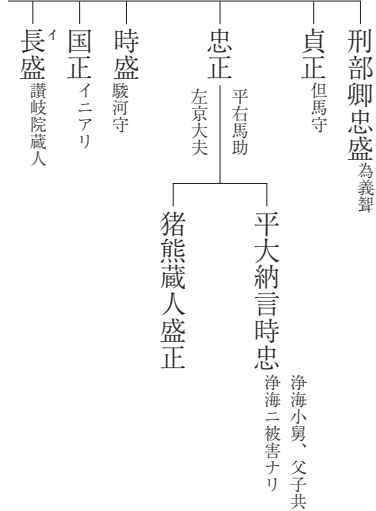 刑部卿忠盛 為義聟
貞正 但馬守
忠正 平右馬助
左京大夫
平大納言時忠 浄海小舅、父子共
浄海ニ被害ナリ
猪熊蔵人盛正
時盛 駿河守
国正 イニアリ
イ
長盛 讃岐院蔵人